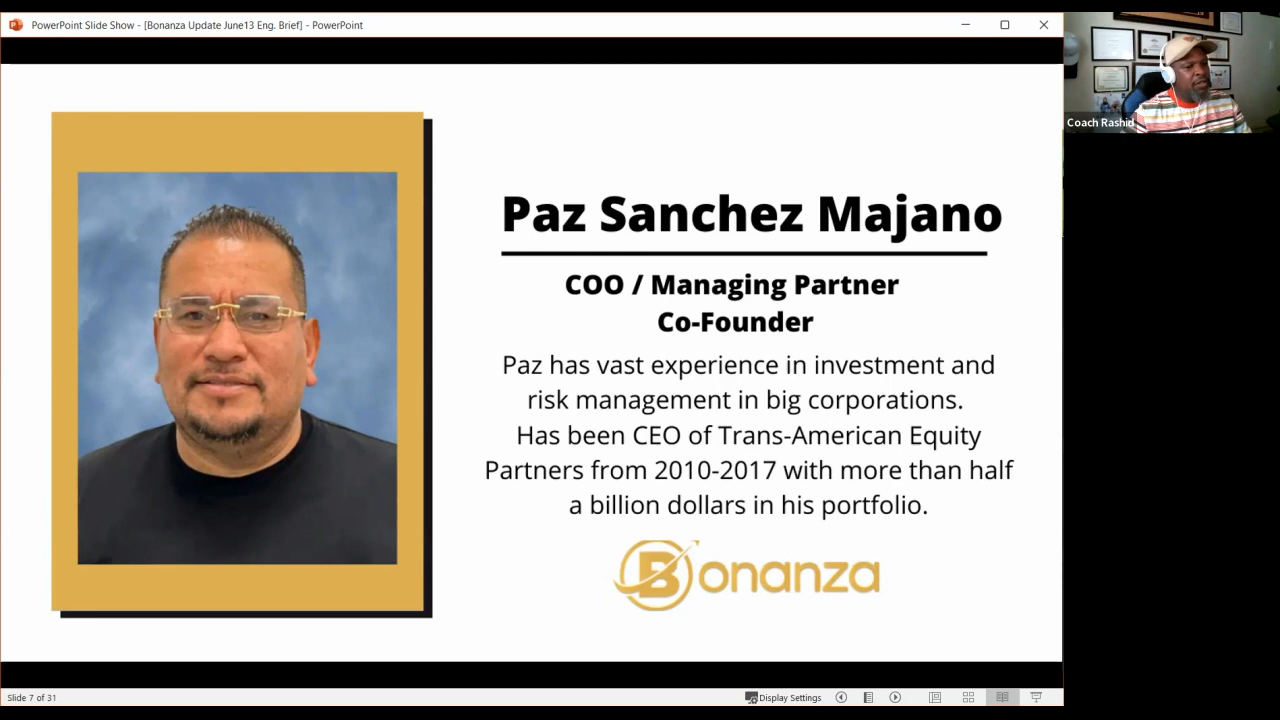 PowerPoint Slide Show - [Bonanza Update June13 Eng. Brief] - PowerPoint
Coach Rashid
Paz Sanchez Majano
COO / Managing Partner
Co-Founder
Paz has vast experience in investment and
risk management in big corporations.
Has been CEO of Trans-American Equity
Partners from 2010-2017 with more than half
a billion dollars in his portfolio.
Bonanza
Slide 7 of 31
Display Settings